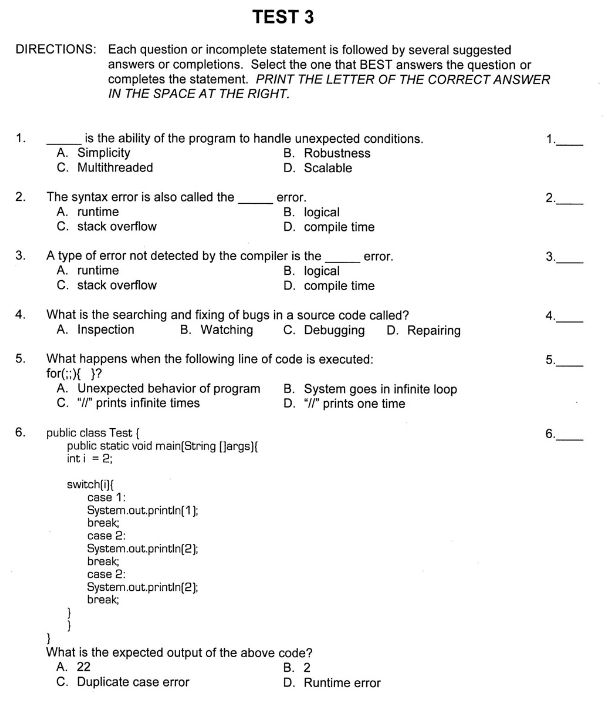 TEST 3
DIRECTIONS: Each question or incomplete statement is followed by several suggested
answers or completions. Select the one that BEST answers the question or
completes the statement. PRINT THE LETTER OF THE CORRECT ANSWER
IN THE SPACE AT THE RIGHT.
1. _____ is the ability of the program to handle unexpected conditions. 1.____
A. Simplicity B. Robustness
C. Multithreaded D. Scalable
2. The syntax error is also called the _____ error. 2.____
A. runtime B. logical
C. stack overflow D. compile time
3. A type of error not detected by the compiler is the _____ error. 3.____
A. runtime B. logical
C. stack overflow D. compile time
4. What is the searching and fixing of bugs in a source code called? 4.____
A. Inspection B. Watching C. Debugging D. Repairing
5. What happens when the following line of code is executed: 5.____
for(;;){ }?
A. Unexpected behavior of program B. System goes in infinite loop
C. "//" prints infinite times D. "//" prints one time
6. public class Test { 6.____
public static void main(String []args){
int i = 2;
switch(i){
case 1:
System.out.println(1);
break;
case 2:
System.out.println(2);
break;
case 2:
System.out.println(2);
break;
}
}
}
What is the expected output of the above code?
A. 22 B. 2
C. Duplicate case error D. Runtime error